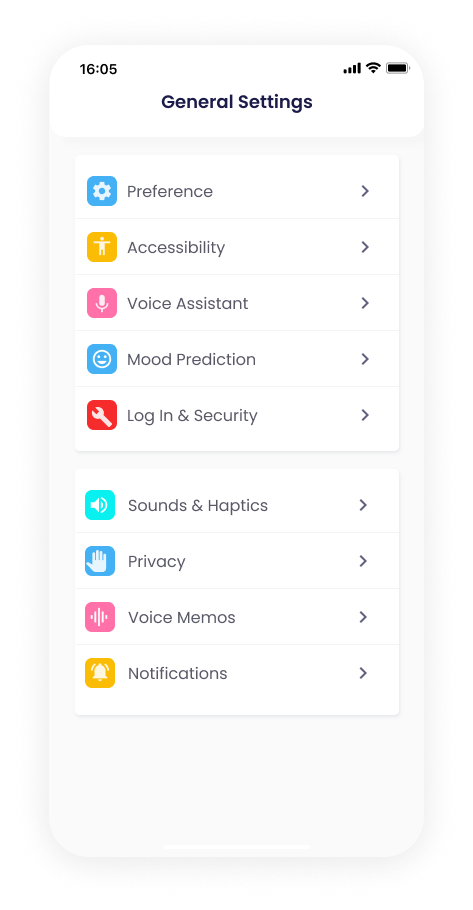 16:05
General Settings
Preference
Accessibility
Voice Assistant
Mood Prediction
Log In & Security
Sounds & Haptics
Privacy
Voice Memos
Notifications